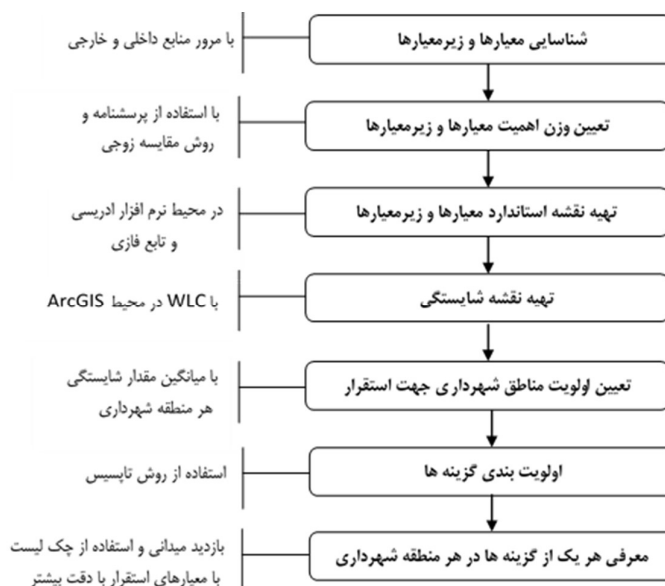 شناسایی معیارها و زیرمعیارها
با مرور منابع داخلی و خارجی
تعیین وزن اهمیت معیارها و زیرمعیارها
با استفاده از پرسشنامه و
روش مقایسه زوجی
تهیه نقشه استاندارد معیارها و زیرمعیارها
در محیط نرم افزار ادریسی
و تابع فازی
تهیه نقشه شایستگی
با WLC در محیط ArcGIS
تعیین اولویت مناطق شهرداری جهت استقرار
با میانگین مقدار شایستگی
هر منطقه شهرداری
اولویت بندی گزینه ها
استفاده از روش تاپسیس
معرفی هر یک از گزینه ها در هر منطقه شهرداری
بازدید میدانی و استفاده از چک لیست
با معیارهای استقرار با دقت بیشتر